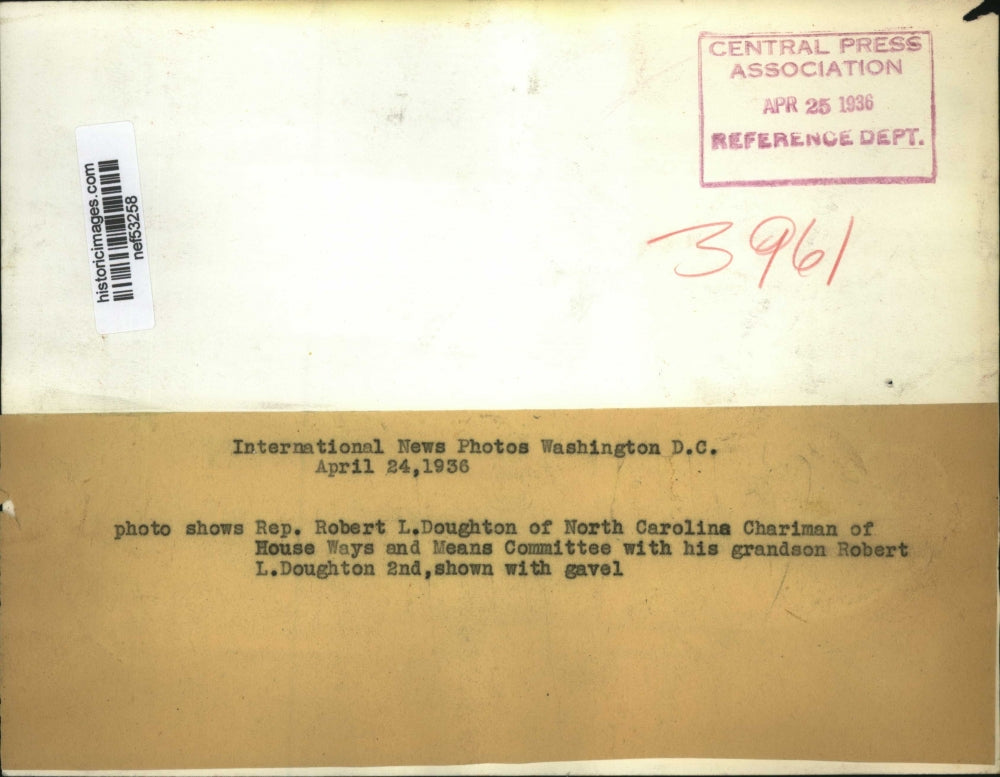 CENTRAL PRESS
ASSOCIATION
APR 25 1936
REFERENCE DEPT.
historicimages.com
nef53258
3961
International News Photos Washington D.C.
April 24,1936
photo shows Rep. Robert L.Doughton of North Carolina Chariman of
House Ways and Means Committee with his grandson Robert
L.Doughton 2nd,shown with gavel